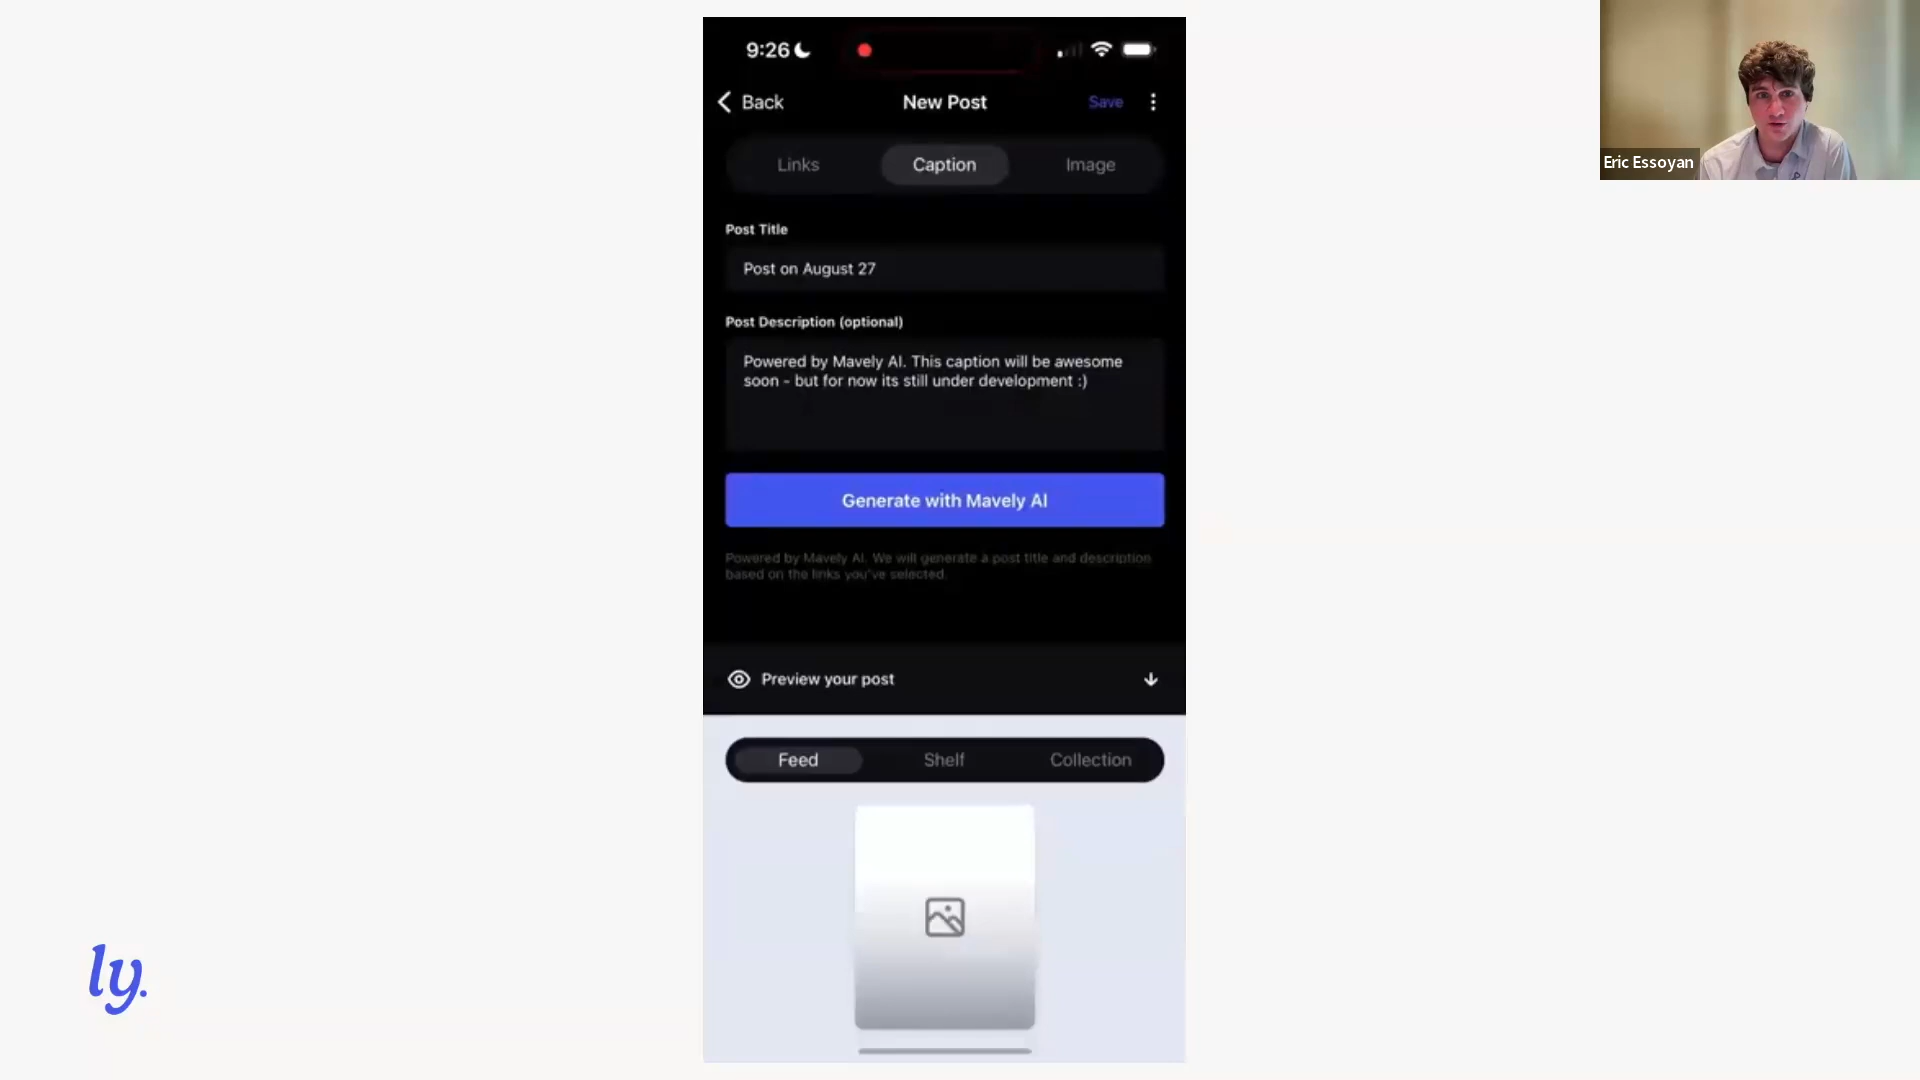 9:26
Back
New Post
Save
Links
Caption
Image
Post Title
Post on August 27
Post Description (optional)
Powered by Mavely AI. This caption will be awesome
soon - but for now its still under development :)
Generate with Mavely AI
Powered by Mavely AI. We will generate a post title and description
based on the links you've selected.
Preview your post
Feed
Shelf
Collection
ly.
Eric Essoyan